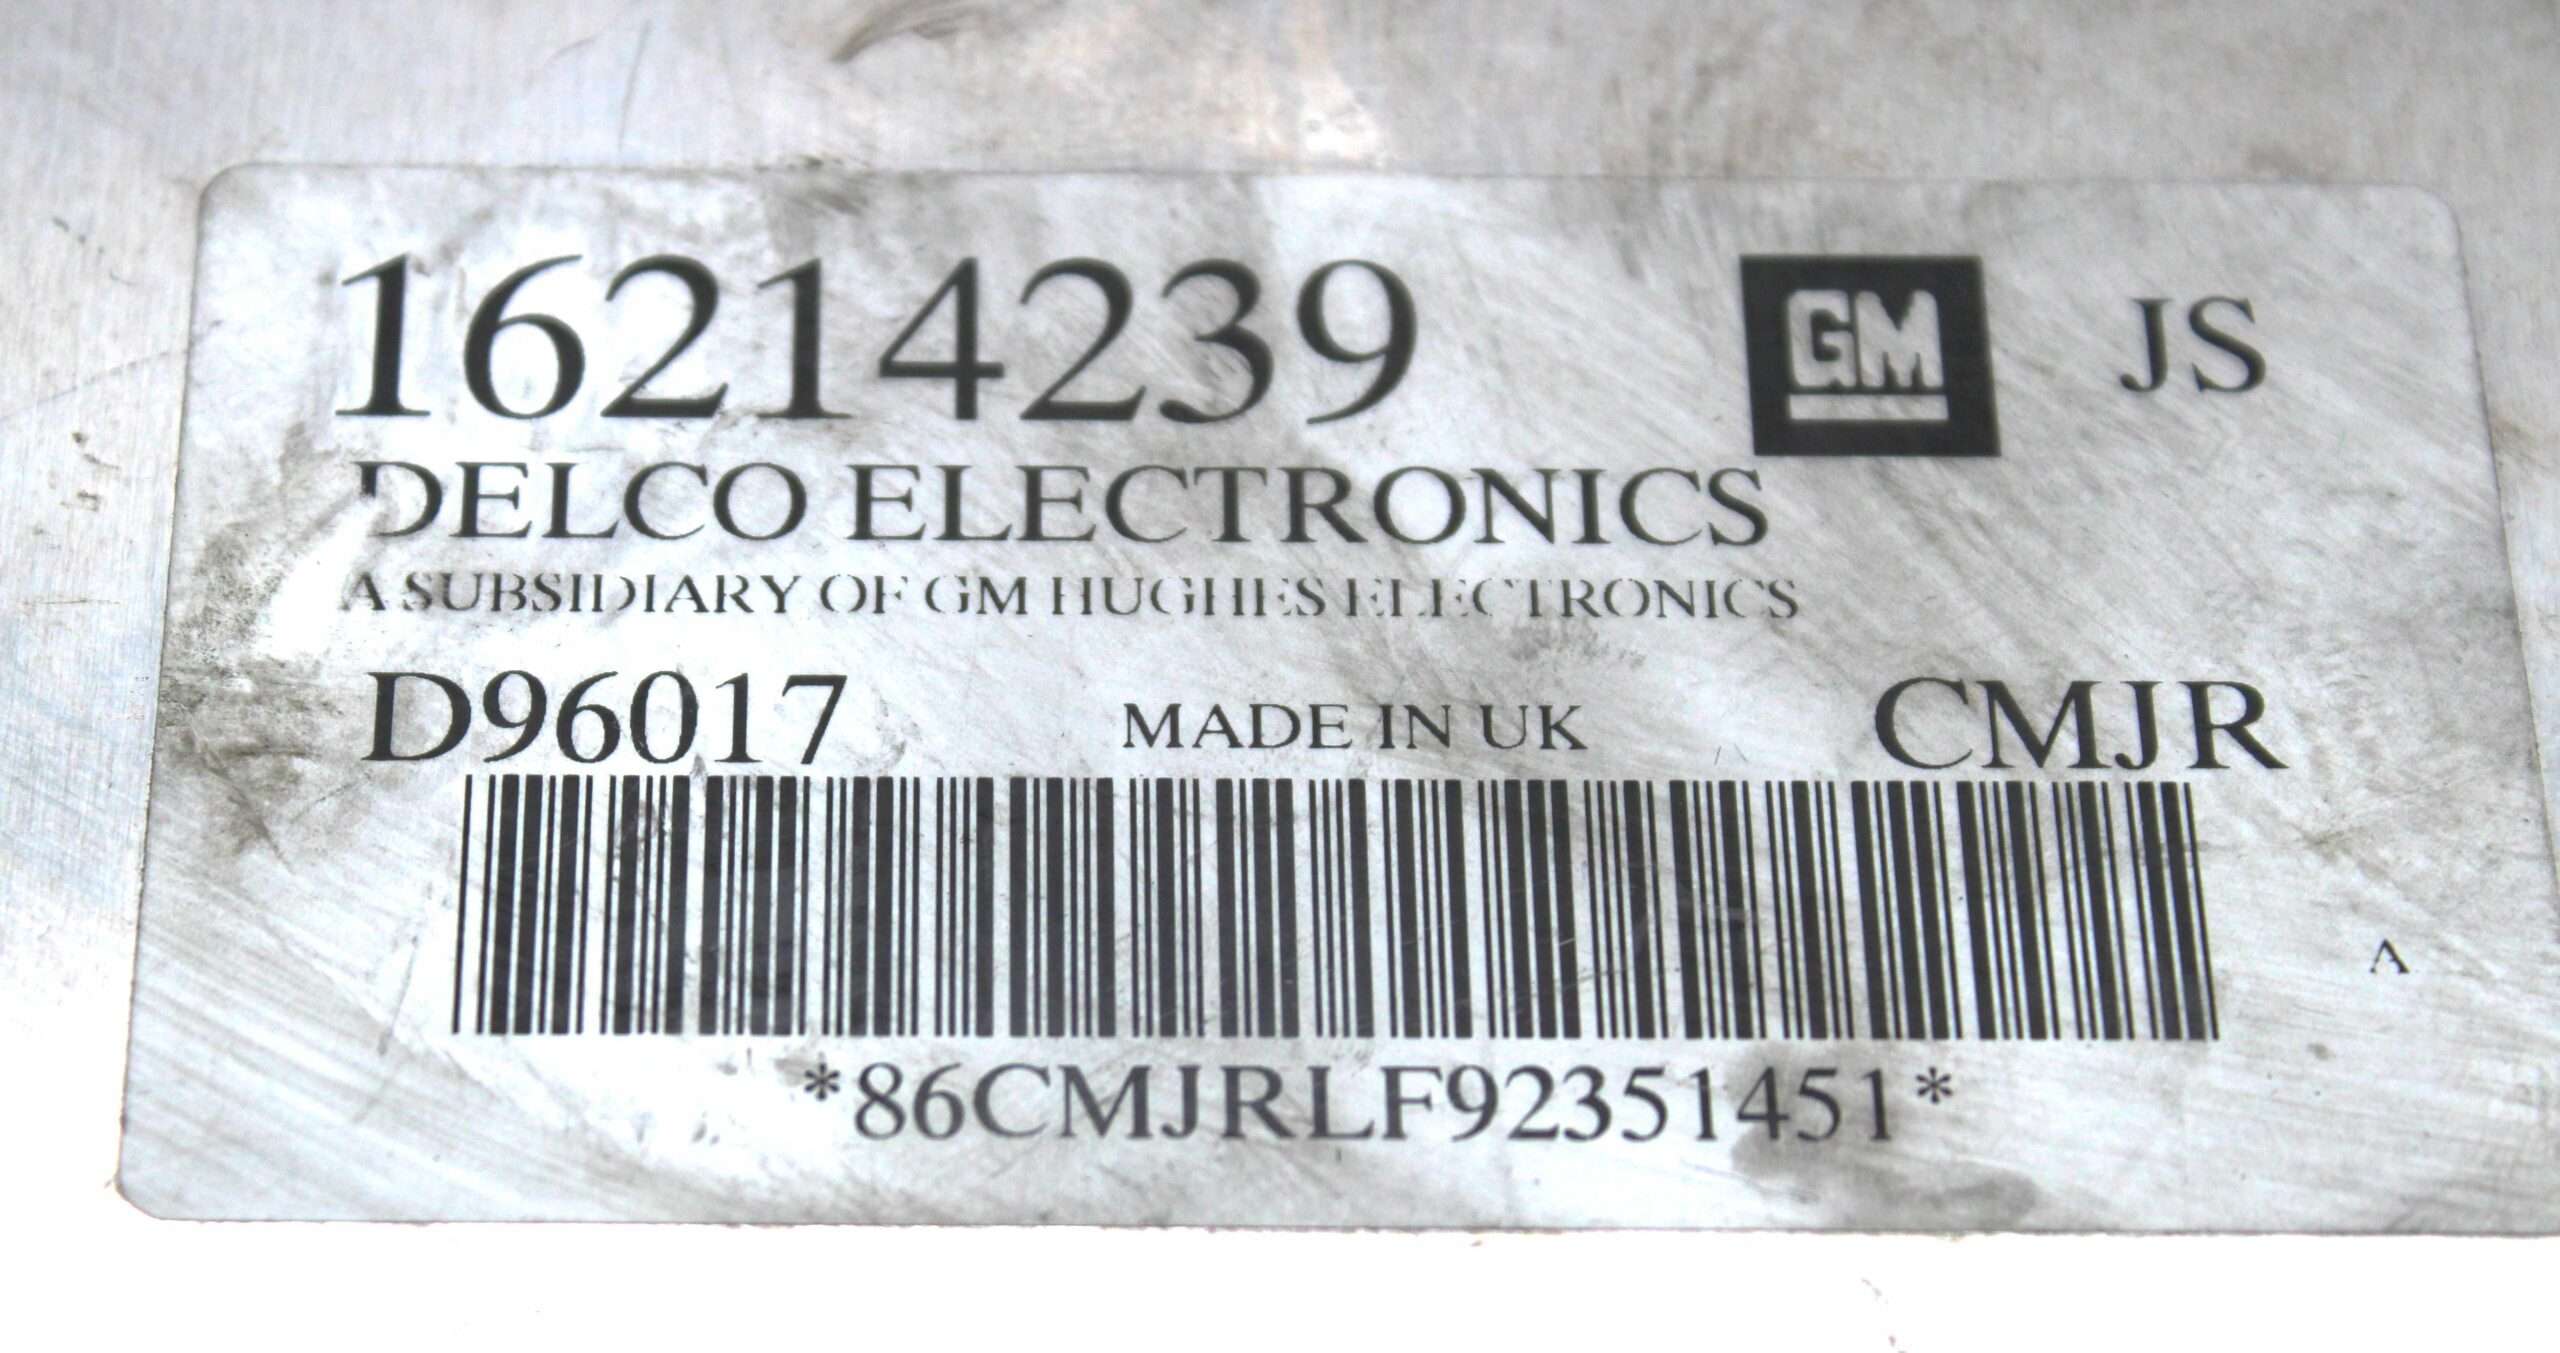 16214239 GM JS
DELCO ELECTRONICS
A SUBSIDIARY OF GM HUGHES ELECTRONICS
D96017 MADE IN UK CMJR
A
*86CMJRLF92351451*